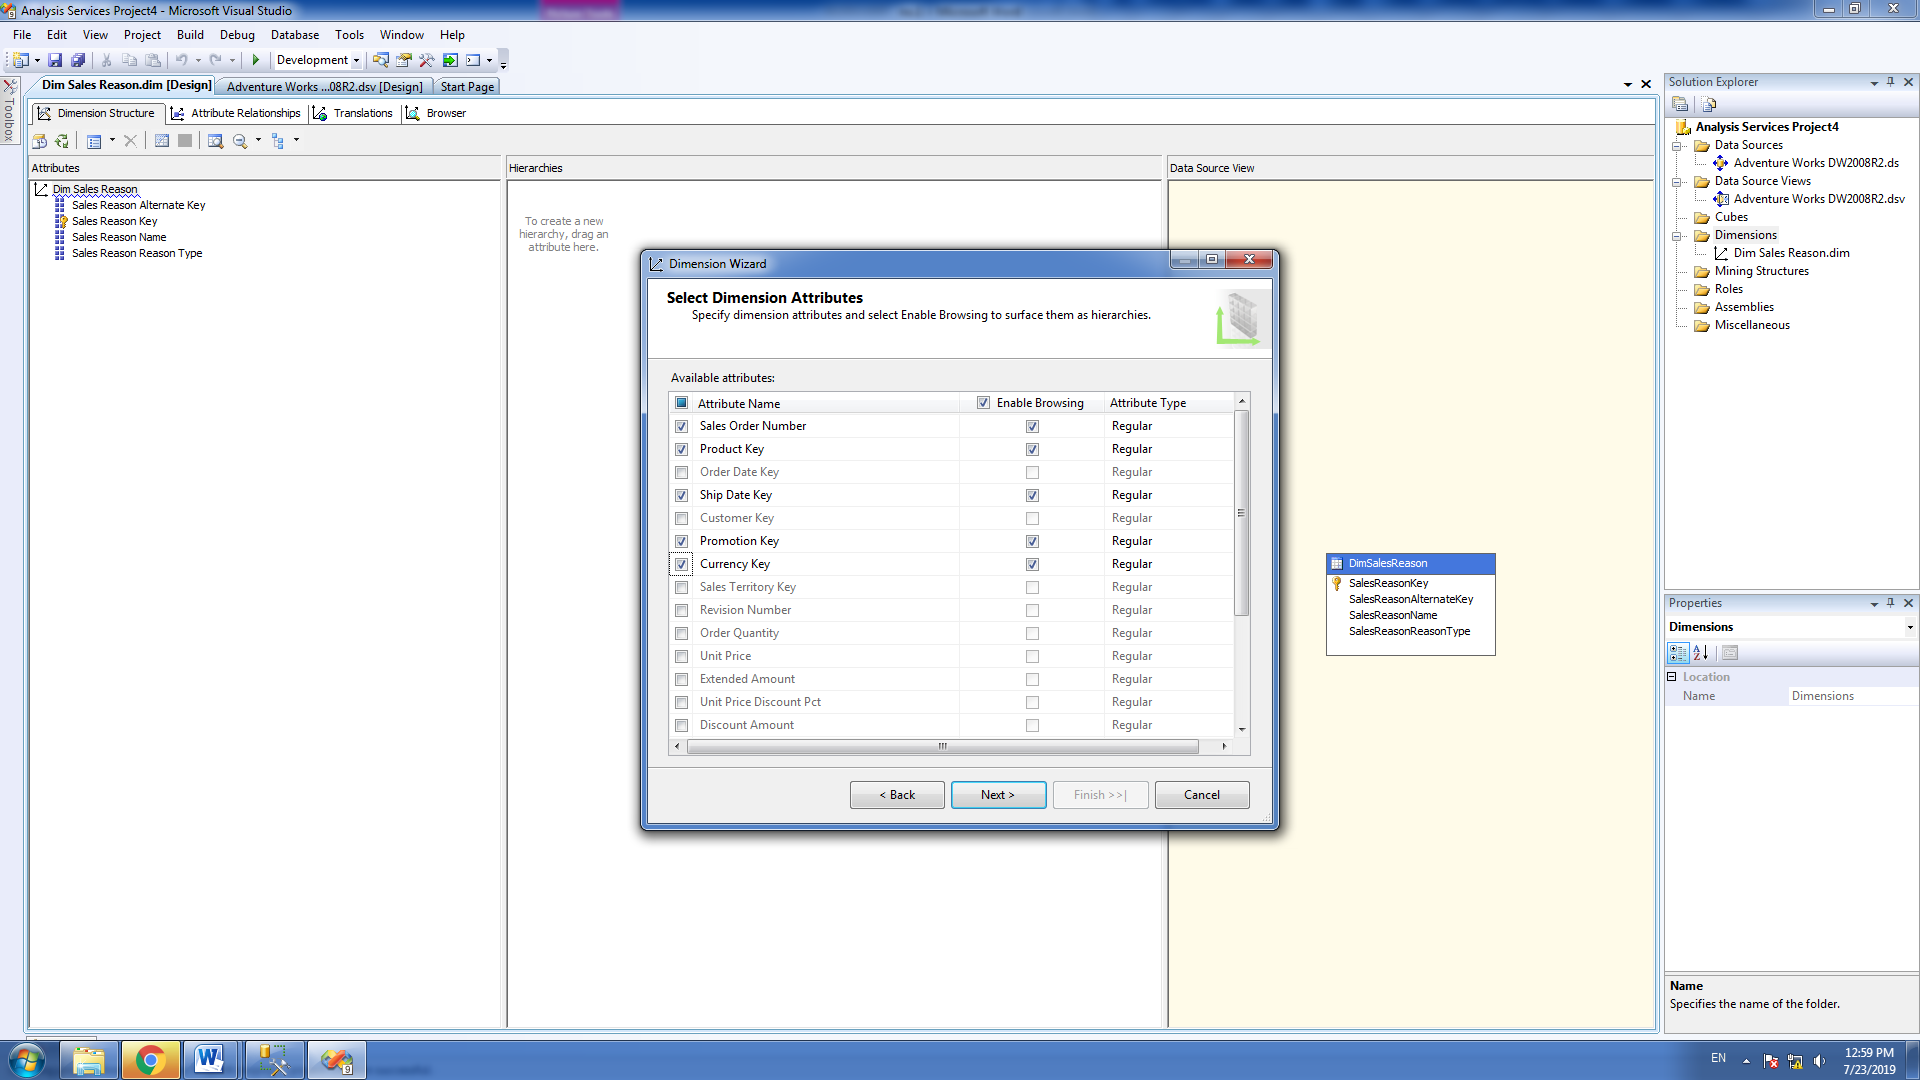 Analysis Services Project4 - Microsoft Visual Studio
File Edit View Project Build Debug Database Tools Window Help
Development
Toolbox
Dim Sales Reason.dim [Design] Adventure Works ...08R2.dsv [Design] Start Page
Dimension Structure Attribute Relationships Translations Browser
Attributes
Dim Sales Reason
Sales Reason Alternate Key
Sales Reason Key
Sales Reason Name
Sales Reason Reason Type
Hierarchies
To create a new
hierarchy, drag an
attribute here.
Data Source View
DimSalesReason
SalesReasonKey
SalesReasonAlternateKey
SalesReasonName
SalesReasonReasonType
Dimension Wizard
Select Dimension Attributes
Specify dimension attributes and select Enable Browsing to surface them as hierarchies.
Available attributes:
Attribute Name Enable Browsing Attribute Type
Sales Order Number Regular
Product Key Regular
Order Date Key Regular
Ship Date Key Regular
Customer Key Regular
Promotion Key Regular
Currency Key Regular
Sales Territory Key Regular
Revision Number Regular
Order Quantity Regular
Unit Price Regular
Extended Amount Regular
Unit Price Discount Pct Regular
Discount Amount Regular
< Back Next > Finish >>| Cancel
Solution Explorer
Analysis Services Project4
Data Sources
Adventure Works DW2008R2.ds
Data Source Views
Adventure Works DW2008R2.dsv
Cubes
Dimensions
Dim Sales Reason.dim
Mining Structures
Roles
Assemblies
Miscellaneous
Properties
Dimensions
Location
Name Dimensions
Name
Specifies the name of the folder.
EN
12:59 PM
7/23/2019